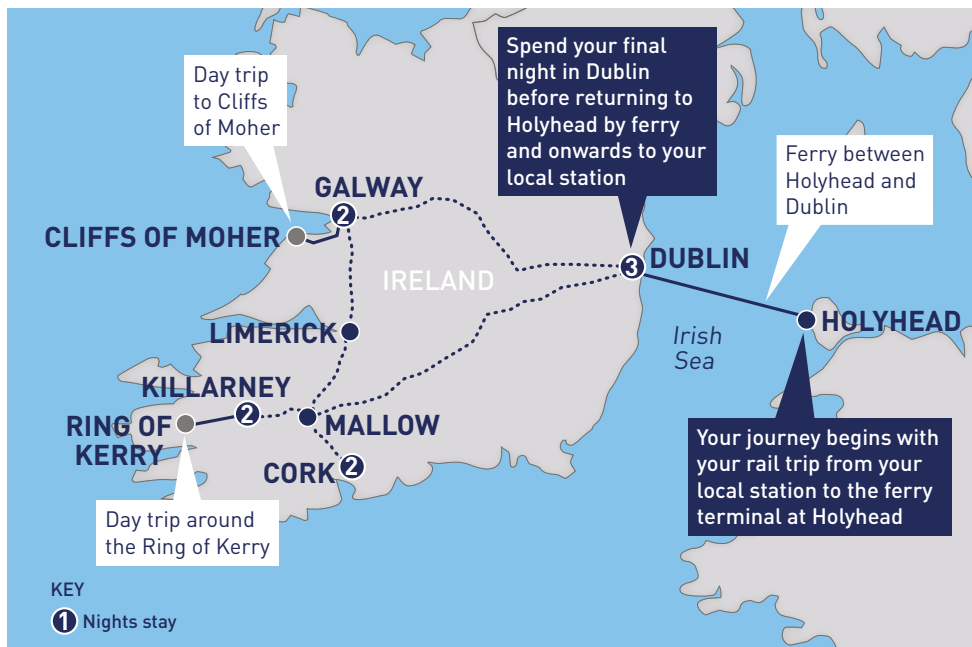 Spend your final
night in Dublin
before returning to
Holyhead by ferry
and onwards to your
local station
Day trip
to Cliffs
of Moher
Ferry between
Holyhead and
Dublin
GALWAY
2
CLIFFS OF MOHER
DUBLIN
3
IRELAND
HOLYHEAD
LIMERICK
Irish
Sea
KILLARNEY
2
RING OF
KERRY
MALLOW
CORK
2
Your journey begins with
your rail trip from your
local station to the ferry
terminal at Holyhead
Day trip around
the Ring of Kerry
KEY
1 Nights stay